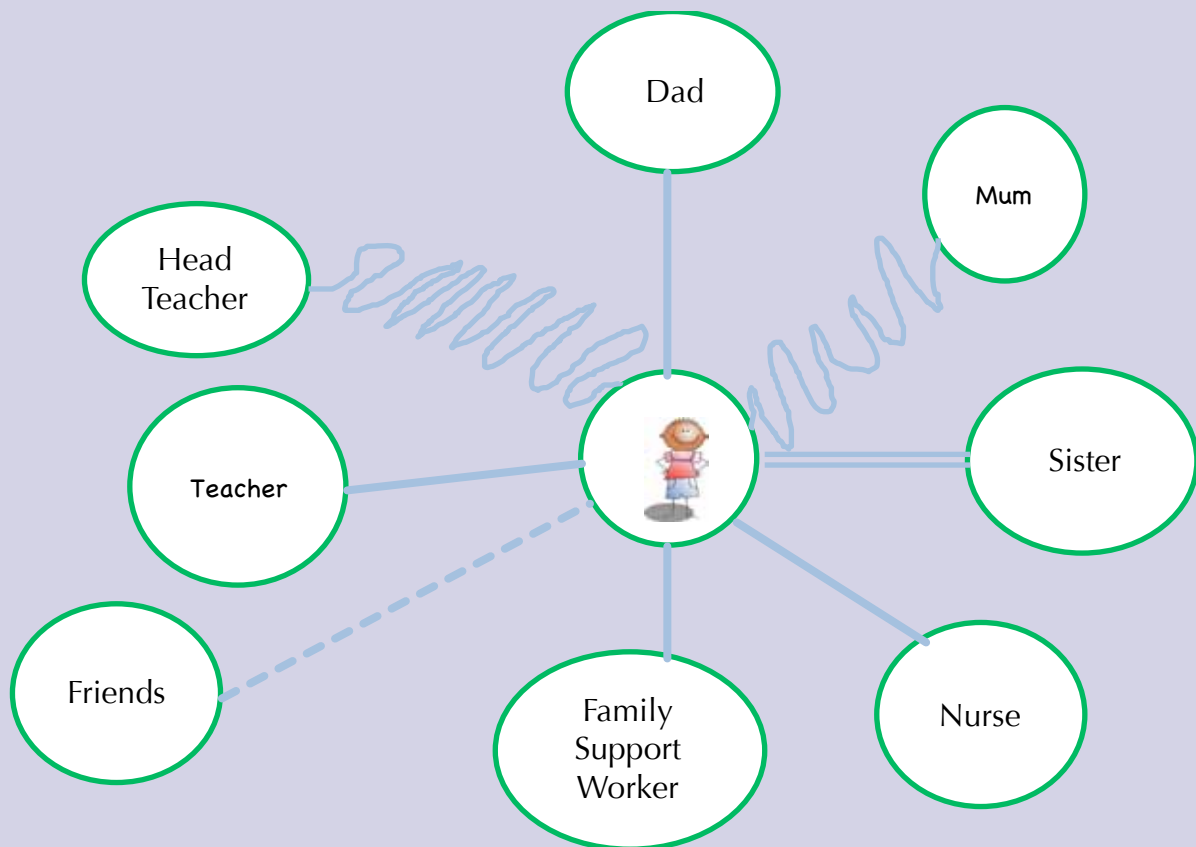 Dad
Mum
Head
Teacher
Sister
Teacher
Friends
Family
Support
Worker
Nurse